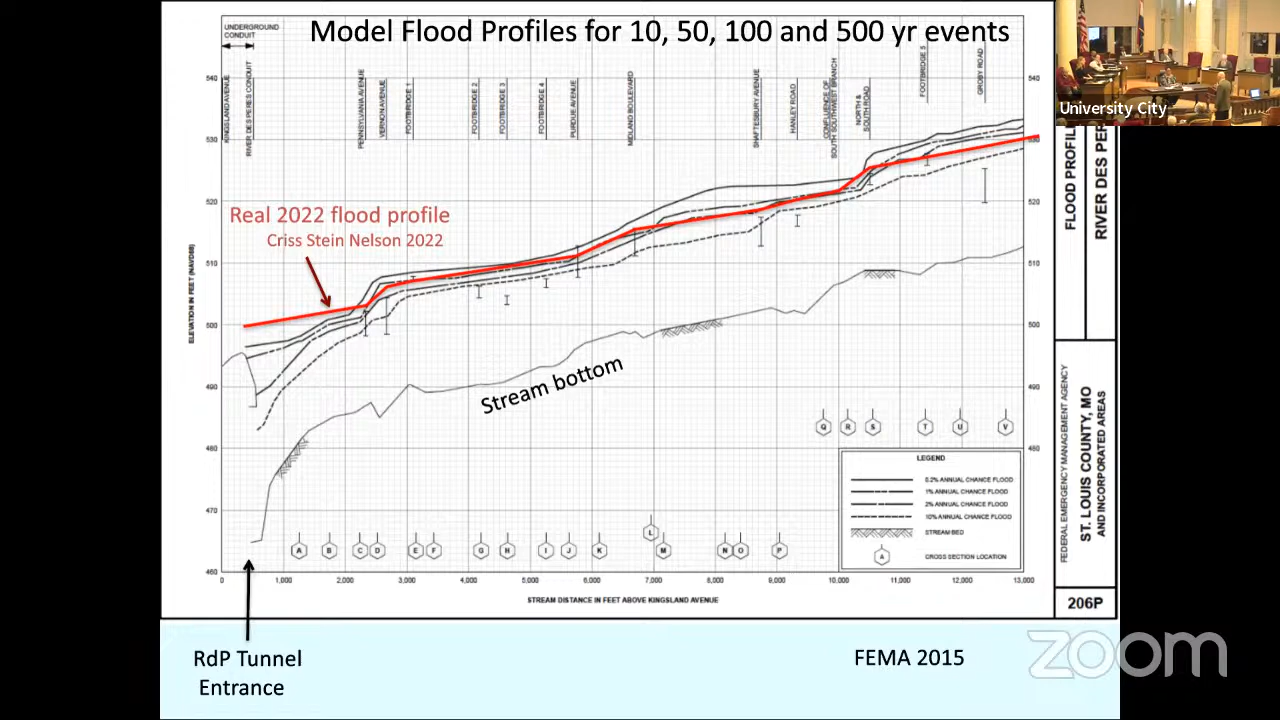 Model Flood Profiles for 10, 50, 100 and 500 yr events
UNDERGROUND
CONDUIT
KINGSLAND AVENUE
RIVER DES PERES CONDUIT
PENNSYLVANIA AVENUE
VERNON AVENUE
FOOTBRIDGE 1
FOOTBRIDGE 2
FOOTBRIDGE 3
FOOTBRIDGE 4
PURDUE AVENUE
MIDLAND BOULEVARD
SHAFTESBURY AVENUE
HANLEY ROAD
CONFLUENCE OF
SOUTH SOUTHWEST BRANCH
NORTH &
SOUTH ROAD
FOOTBRIDGE 5
GROBY ROAD
University City
540
530
520
510
500
490
480
470
460
ELEVATION IN FEET (NAVD88)
540
530
520
510
500
490
480
Real 2022 flood profile
Criss Stein Nelson 2022
Stream bottom
Q R S T U V
L
A B C D E F G H I J K M N O P
LEGEND
0.2% ANNUAL CHANCE FLOOD
1% ANNUAL CHANCE FLOOD
2% ANNUAL CHANCE FLOOD
10% ANNUAL CHANCE FLOOD
STREAM BED
A CROSS SECTION LOCATION
0 1,000 2,000 3,000 4,000 5,000 6,000 7,000 8,000 9,000 10,000 11,000 12,000 13,000
STREAM DISTANCE IN FEET ABOVE KINGSLAND AVENUE
FLOOD PROFIL
RIVER DES PER
FEDERAL EMERGENCY MANAGEMENT AGENCY
ST. LOUIS COUNTY, MO
AND INCORPORATED AREAS
206P
RdP Tunnel
Entrance
FEMA 2015
zoom